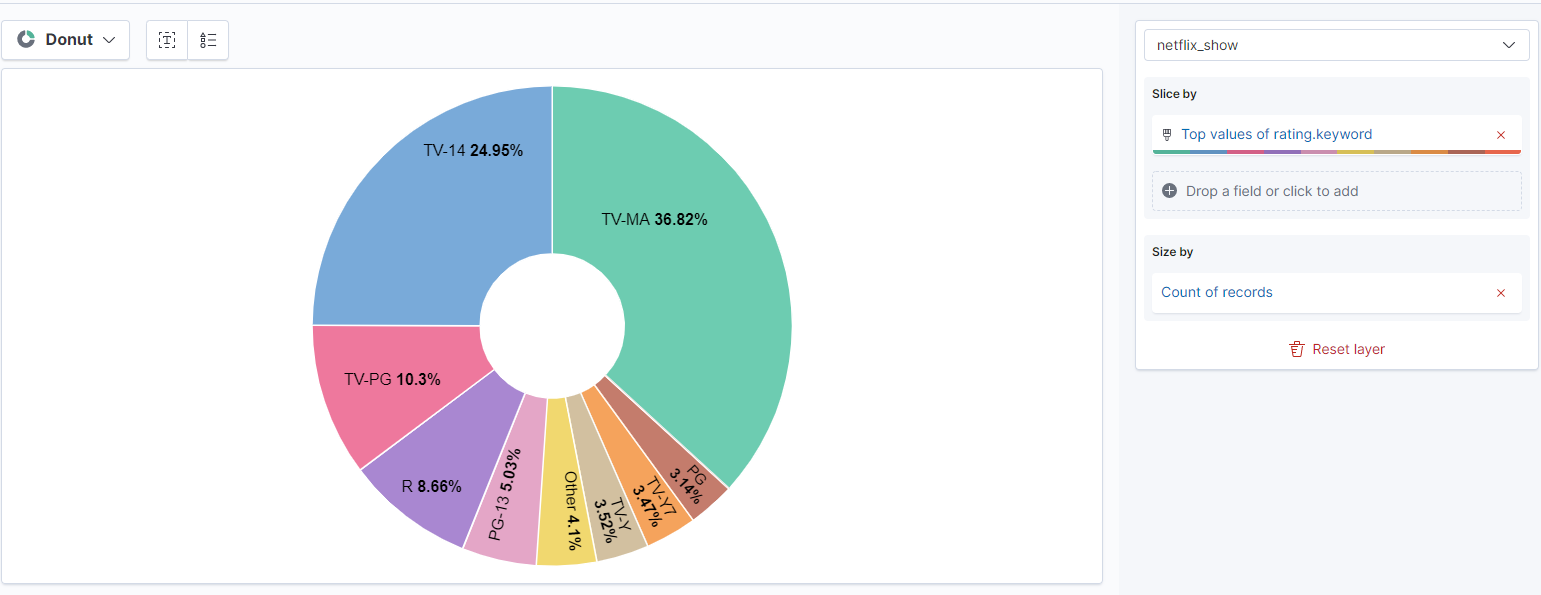 Donut
netflix_show
Slice by
Top values of rating.keyword
Drop a field or click to add
Size by
Count of records
Reset layer
TV-14 24.95%
TV-MA 36.82%
TV-PG 10.3%
R 8.66%
PG-13 5.03%
Other 4.1%
TV-Y
3.52%
TV-Y7
3.47%
PG
3.14%